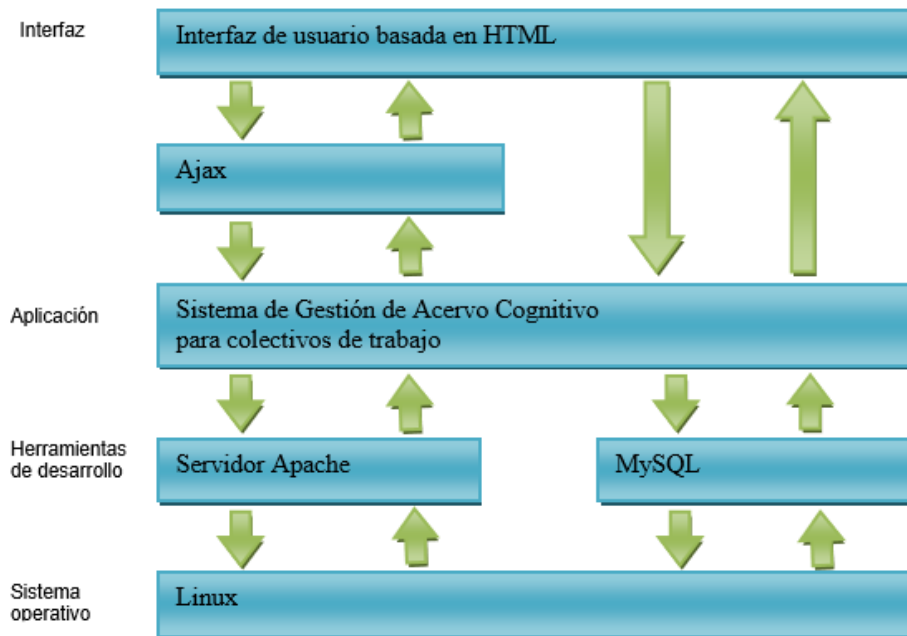 Interfaz
Interfaz de usuario basada en HTML
Ajax
Aplicación
Sistema de Gestión de Acervo Cognitivo
para colectivos de trabajo
Herramientas
de desarrollo
Servidor Apache
MySQL
Sistema
operativo
Linux